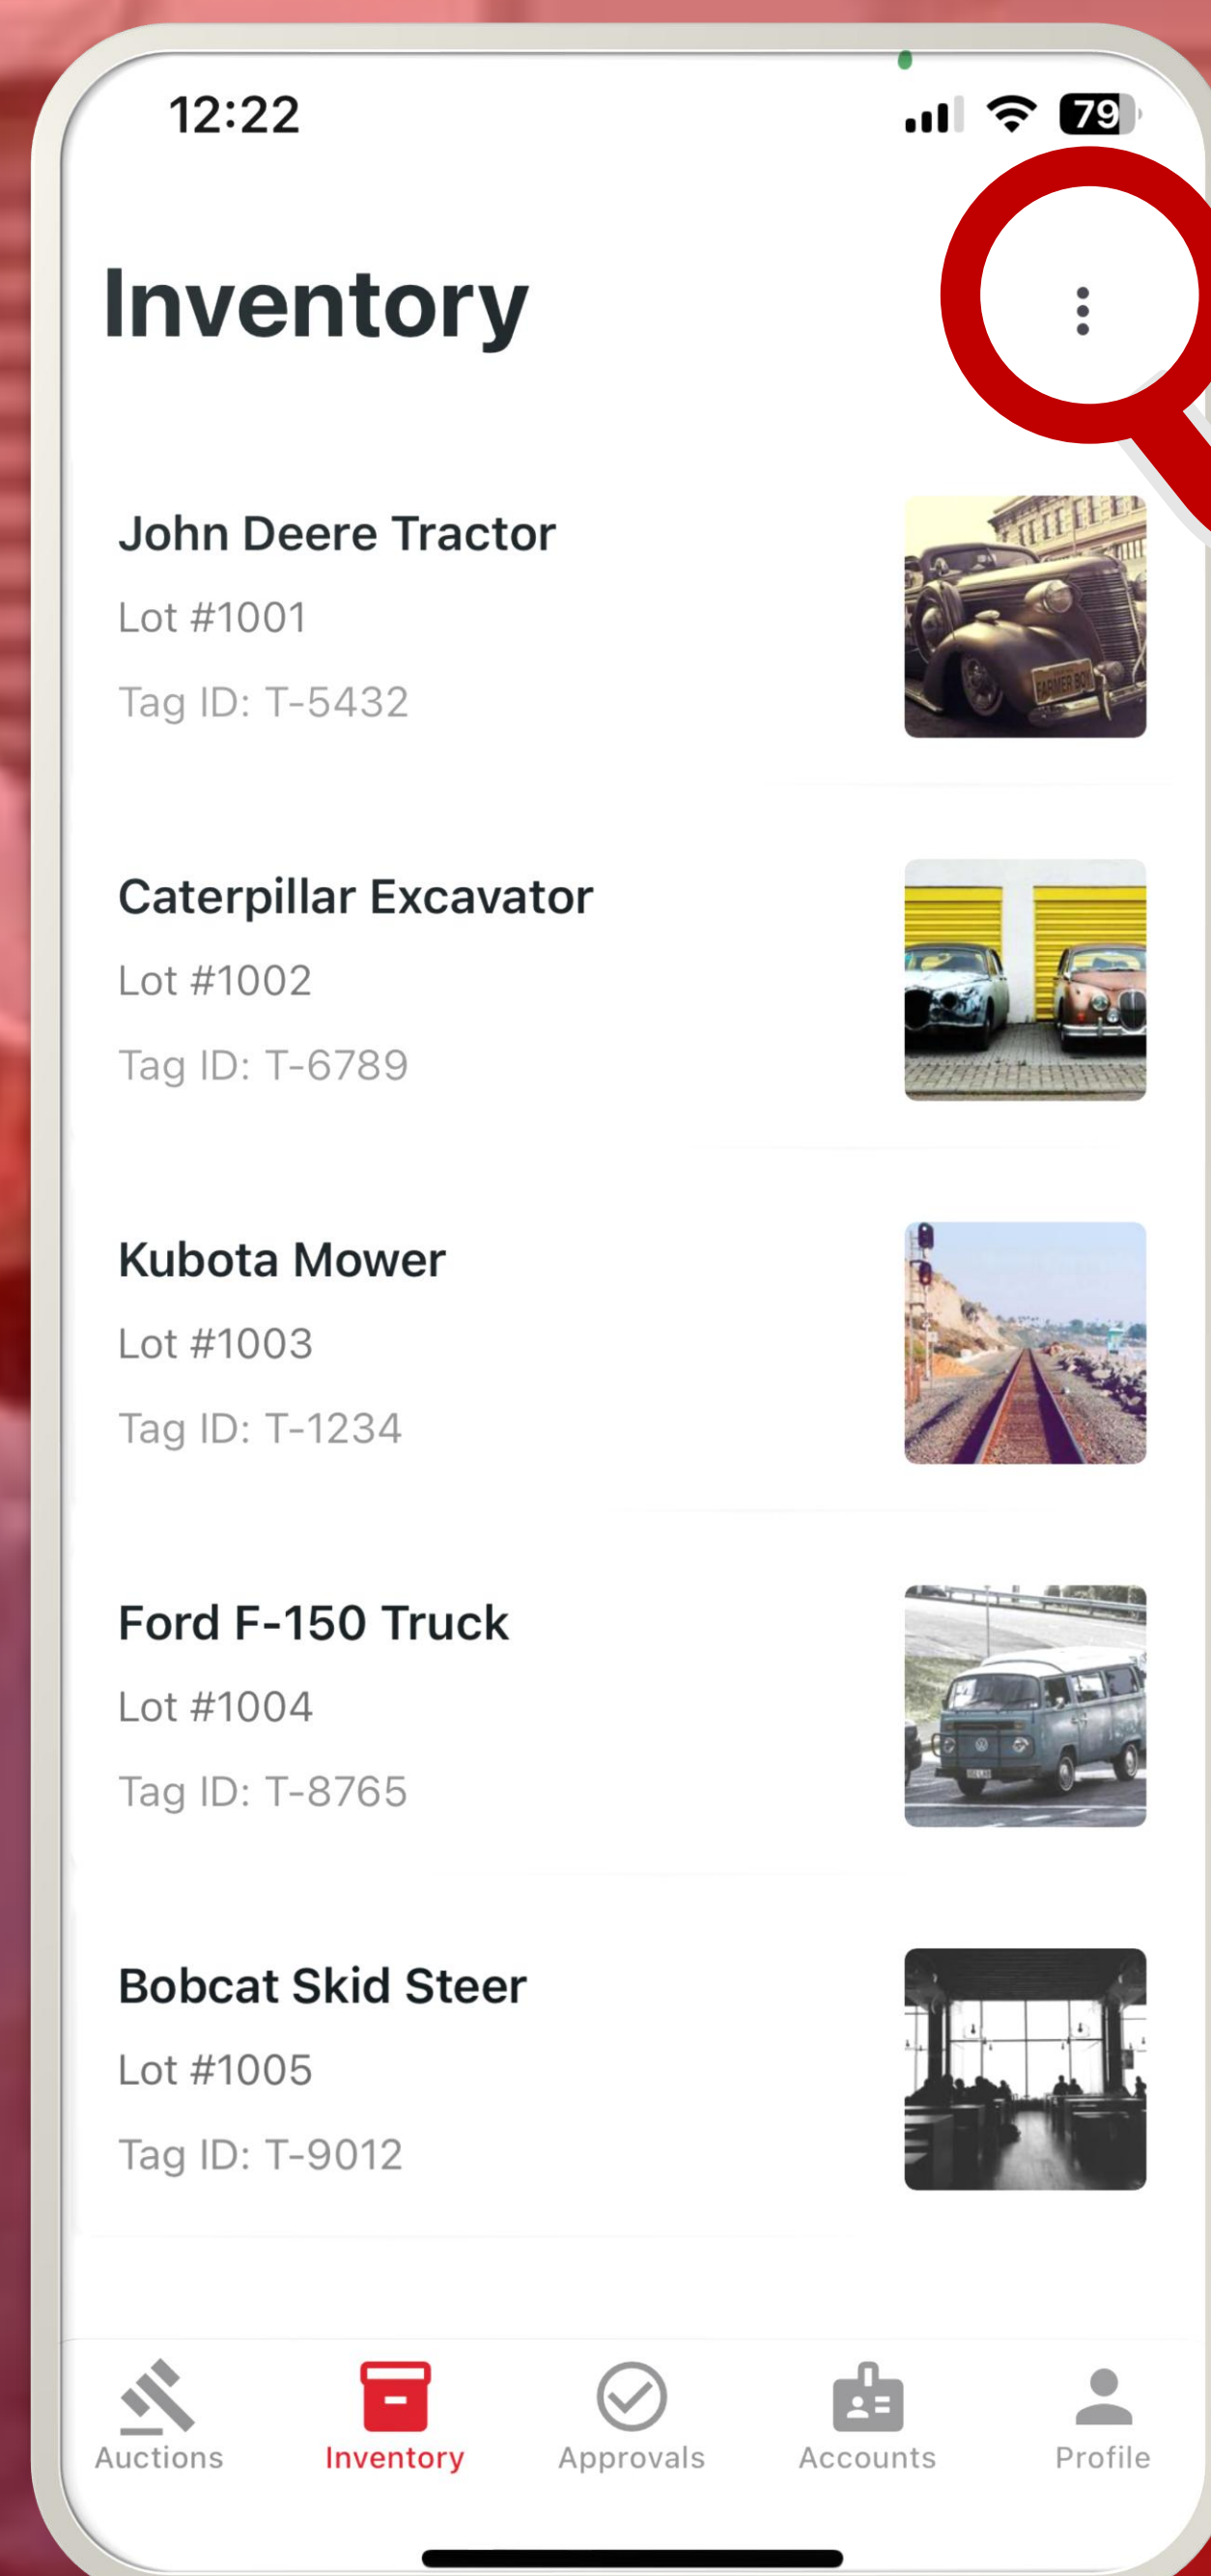 12:22
79
Inventory
John Deere Tractor
Lot #1001
Tag ID: T-5432
FARMER BOY
Caterpillar Excavator
Lot #1002
Tag ID: T-6789
Kubota Mower
Lot #1003
Tag ID: T-1234
Ford F-150 Truck
Lot #1004
Tag ID: T-8765
Bobcat Skid Steer
Lot #1005
Tag ID: T-9012
Auctions Inventory Approvals Accounts Profile